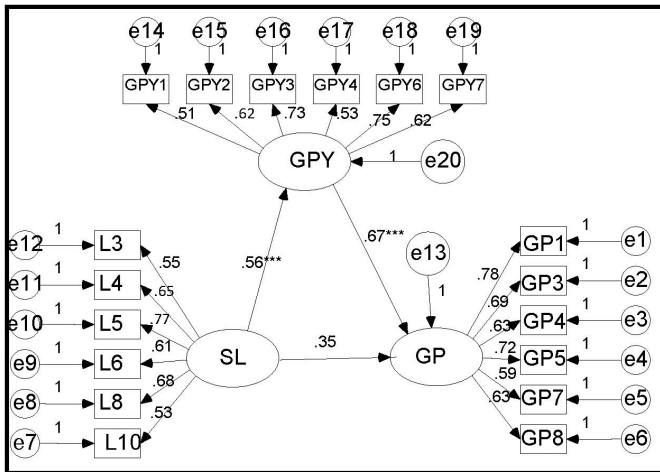 e14 e15 e16 e17 e18 e19
1 1 1 1 1 1
GPY1 GPY2 GPY3 GPY4 GPY6 GPY7
.51 .62 .73 .53 .75 .62
GPY 1 e20
.56*** .67***
e13
1
e12 1 L3 .55
e11 1 L4 .65
e10 1 L5 .77
e9 1 L6 .61
e8 1 L8 .68
e7 1 L10 .53
SL .35 GP
.78 GP1 1 e1
.69 GP3 1 e2
.63 GP4 1 e3
.72 GP5 1 e4
.59 GP7 1 e5
.63 GP8 1 e6